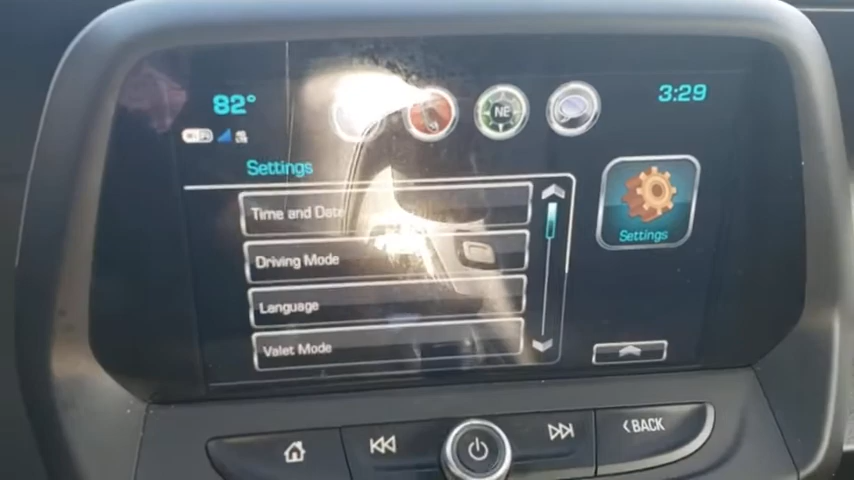 82°
3:29
NE
Settings
Time and Date
Driving Mode
Language
Valet Mode
Settings
BACK